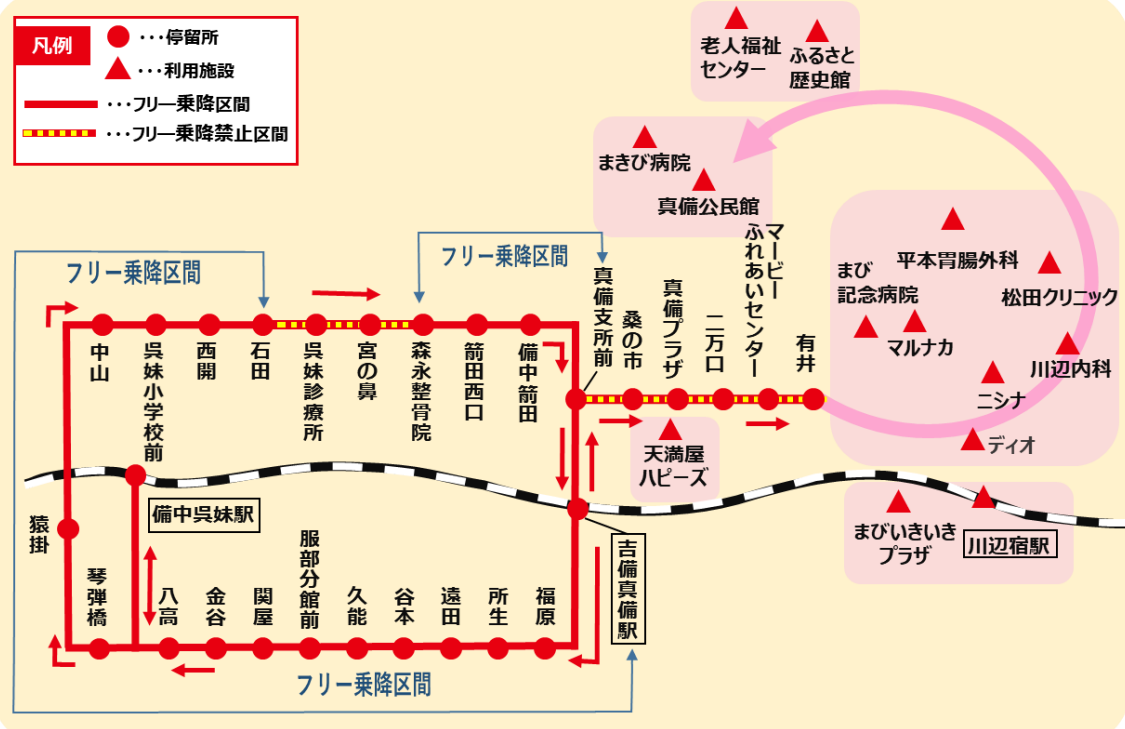 凡例
・・・停留所
・・・利用施設
・・・フリー乗降区間
・・・フリー乗降禁止区間
老人福祉
センター
ふるさと
歴史館
まきび病院
真備公民館
平本胃腸外科
まび
記念病院
松田クリニック
マルナカ
川辺内科
ニシナ
ディオ
フリー乗降区間
フリー乗降区間
中山
呉妹小学校前
西開
石田
呉妹診療所
宮の鼻
森永整骨院
箭田西口
備中箭田
真備支所前
桑の市
真備プラザ
二万口
マービー
ふれあいセンター
有井
天満屋
ハピーズ
まびいきいき
プラザ
川辺宿駅
備中呉妹駅
猿掛
琴弾橋
八高
金谷
関屋
服部分館前
久能
谷本
遠田
所生
福原
吉備真備駅
フリー乗降区間